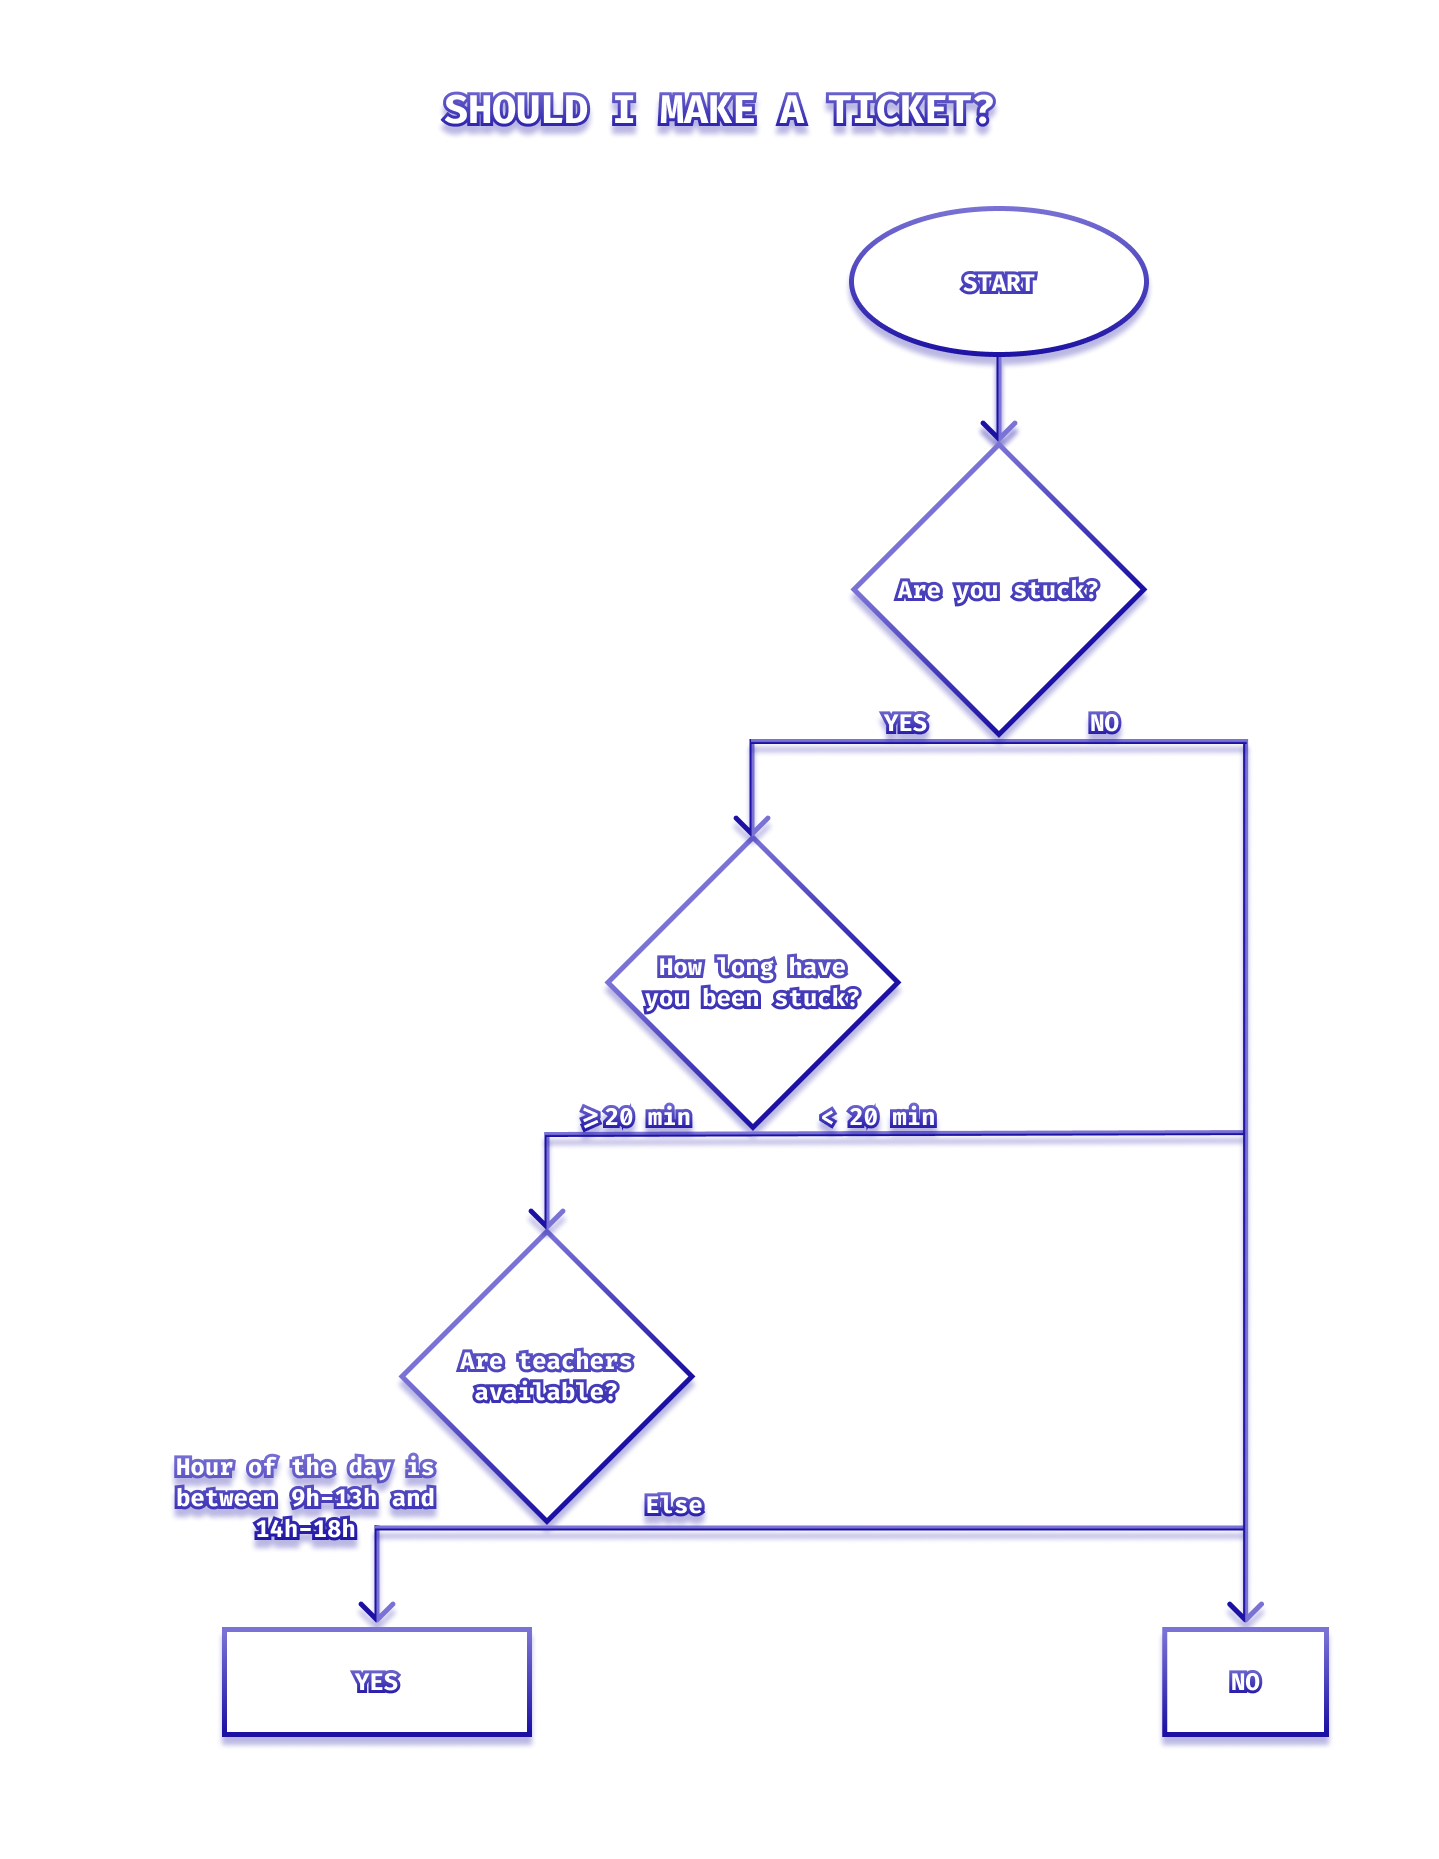 SHOULD I MAKE A TICKET?
START
Are you stuck?
YES
NO
How long have
you been stuck?
≥ 20 min
< 20 min
Are teachers
available?
Hour of the day is
between 9h-13h and
14h-18h
Else
YES
NO